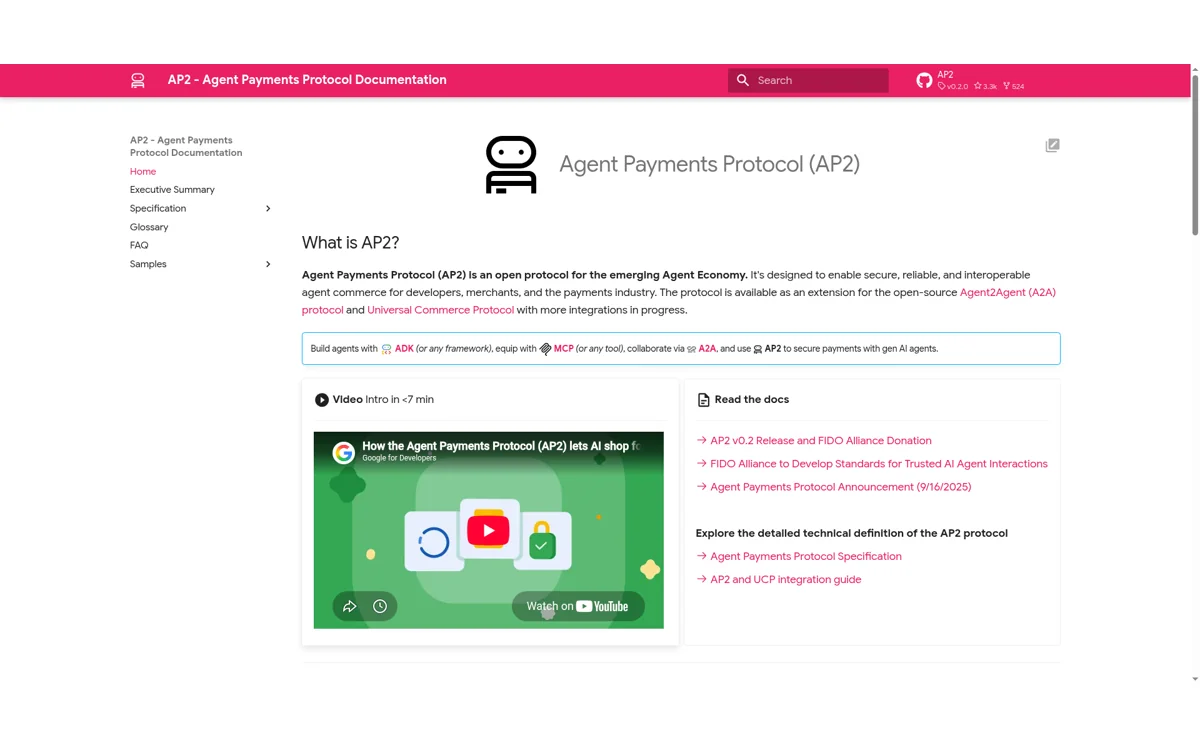 AP2 - Agent Payments Protocol Documentation
Search
AP2
v0.2.0 3.3k 524
AP2 - Agent Payments
Protocol Documentation
Home
Executive Summary
Specification
Glossary
FAQ
Samples
Agent Payments Protocol (AP2)
What is AP2?
Agent Payments Protocol (AP2) is an open protocol for the emerging Agent Economy. It's designed to enable secure, reliable, and interoperable
agent commerce for developers, merchants, and the payments industry. The protocol is available as an extension for the open-source Agent2Agent (A2A)
protocol and Universal Commerce Protocol with more integrations in progress.
Build agents with ADK (or any framework), equip with MCP (or any tool), collaborate via A2A, and use AP2 to secure payments with gen AI agents.
Video Intro in <7 min
How the Agent Payments Protocol (AP2) lets AI shop fo
Google for Developers
Watch on YouTube
Read the docs
→ AP2 v0.2 Release and FIDO Alliance Donation
→ FIDO Alliance to Develop Standards for Trusted AI Agent Interactions
→ Agent Payments Protocol Announcement (9/16/2025)
Explore the detailed technical definition of the AP2 protocol
→ Agent Payments Protocol Specification
→ AP2 and UCP integration guide